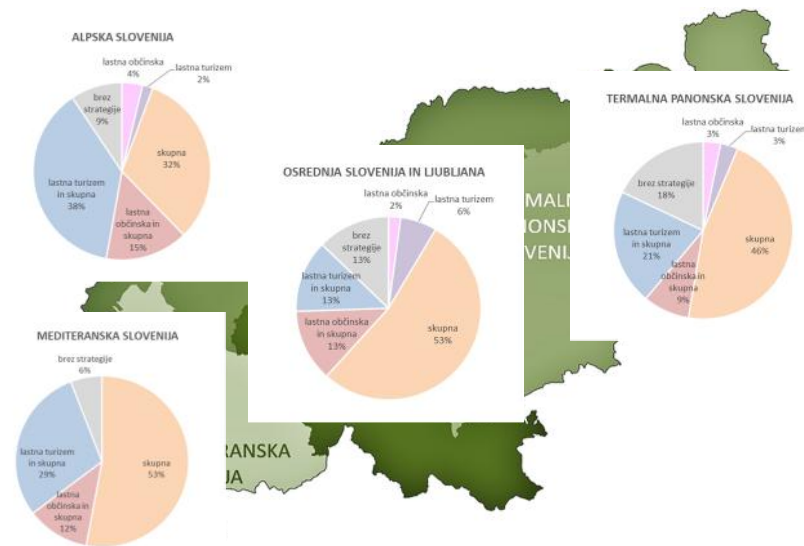 ALPSKA SLOVENIJA
lastna občinska
4%
lastna turizem
2%
skupna
32%
lastna
občinska in
skupna
15%
lastna turizem
in skupna
38%
brez
strategije
9%
TERMALNA PANONSKA SLOVENIJA
lastna občinska
3%
lastna turizem
3%
skupna
46%
lastna
občinska in
skupna
9%
lastna turizem
in skupna
21%
brez strategije
18%
OSREDNJA SLOVENIJA IN LJUBLJANA
lastna občinska
2%
lastna turizem
6%
skupna
53%
lastna občinska
in skupna
13%
lastna turizem
in skupna
13%
brez
strategije
13%
MEDITERANSKA SLOVENIJA
brez strategije
6%
skupna
53%
lastna
občinska in
skupna
12%
lastna turizem
in skupna
29%